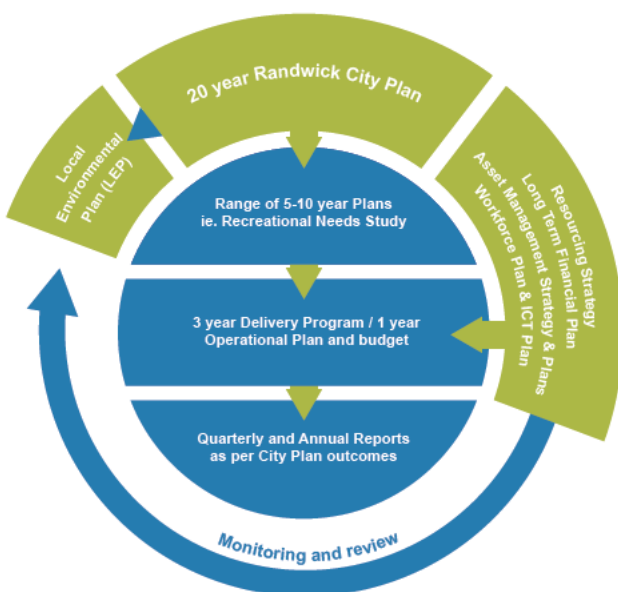 20 year Randwick City Plan
Local
Environmental
Plan (LEP)
Resourcing Strategy
Long Term Financial Plan
Asset Management Strategy & Plans
Workforce Plan & ICT Plan
Range of 5-10 year Plans
ie. Recreational Needs Study
3 year Delivery Program / 1 year
Operational Plan and budget
Quarterly and Annual Reports
as per City Plan outcomes
Monitoring and review